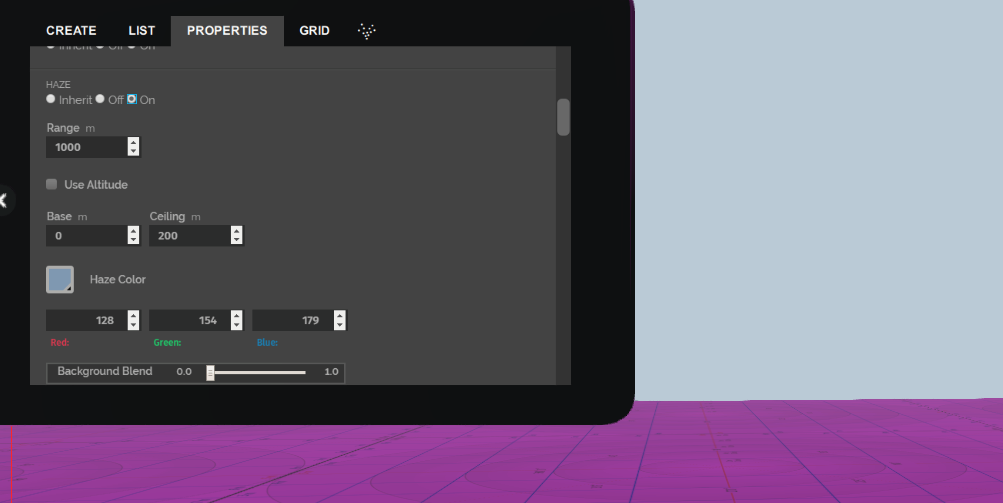 CREATE LIST PROPERTIES GRID
Inherit Off On
HAZE
Inherit Off On
Range m
1000
Use Altitude
Base m Ceiling m
0 200
Haze Color
128 154 179
Red: Green: Blue:
Background Blend 0.0 1.0